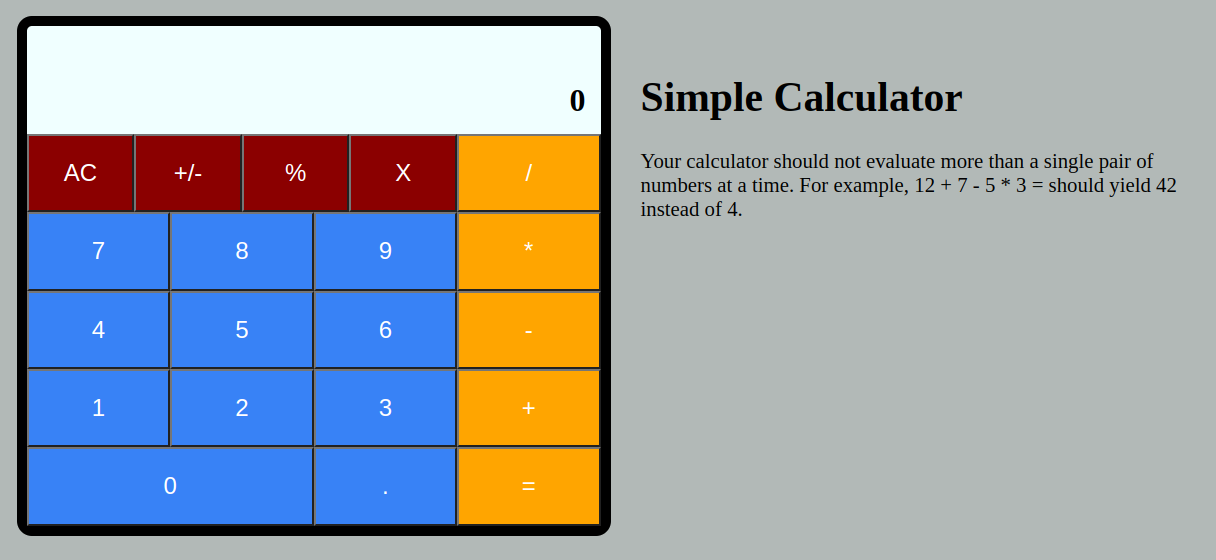 0
Simple Calculator
AC +/- % X /
Your calculator should not evaluate more than a single pair of
numbers at a time. For example, 12 + 7 - 5 * 3 = should yield 42
instead of 4.
7 8 9 *
4 5 6 -
1 2 3 +
0 . =